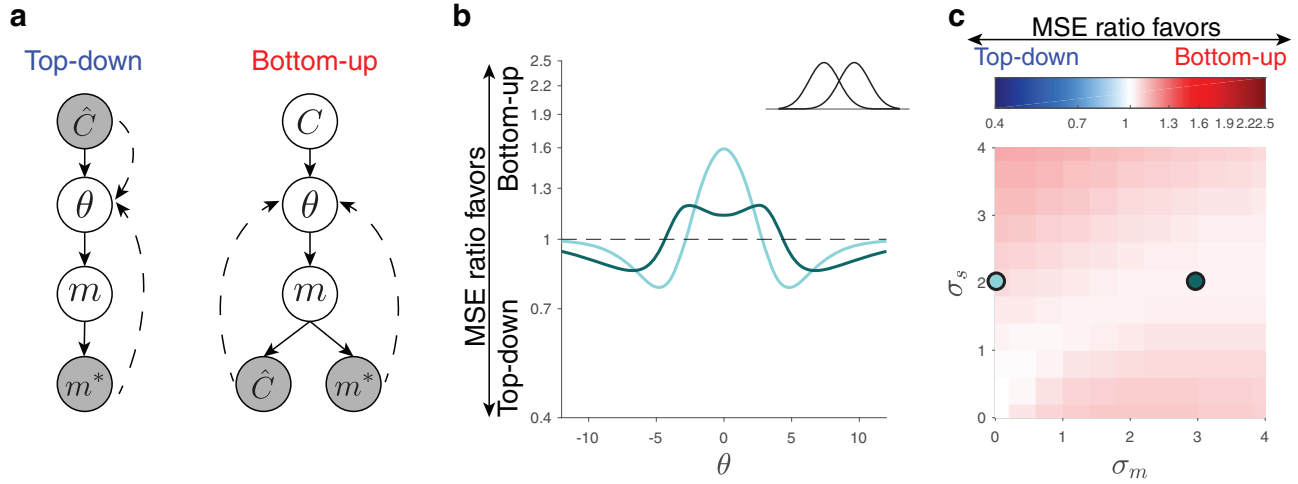 a
Top-down
Bottom-up
Ĉ
θ
m
m*
C
θ
m
Ĉ
m*
b
MSE ratio favors
Bottom-up
Top-down
2.5
2.2
1.9
1.6
1.3
1
0.7
0.4
-10
-5
0
5
10
θ
c
MSE ratio favors
Top-down
Bottom-up
0.4
0.7
1
1.3
1.6
1.9
2.2
2.5
σs
4
3
2
1
0
0
1
2
3
4
σm